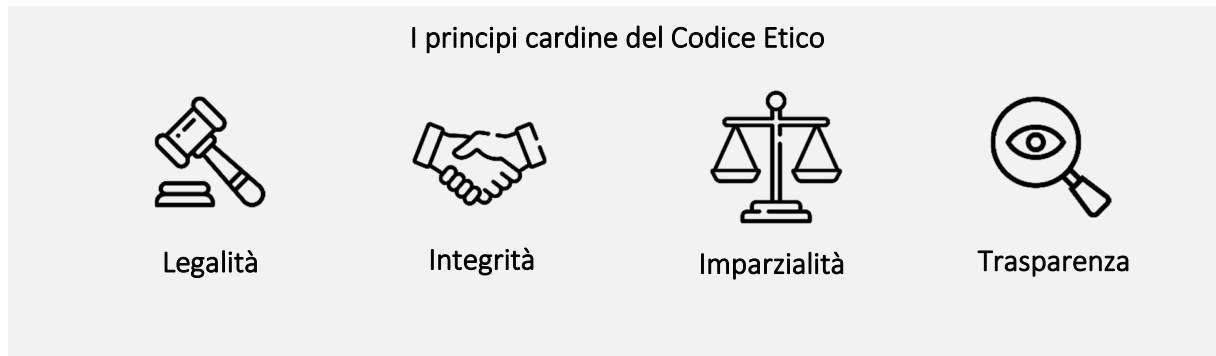 I principi cardine del Codice Etico
Legalità
Integrità
Imparzialità
Trasparenza